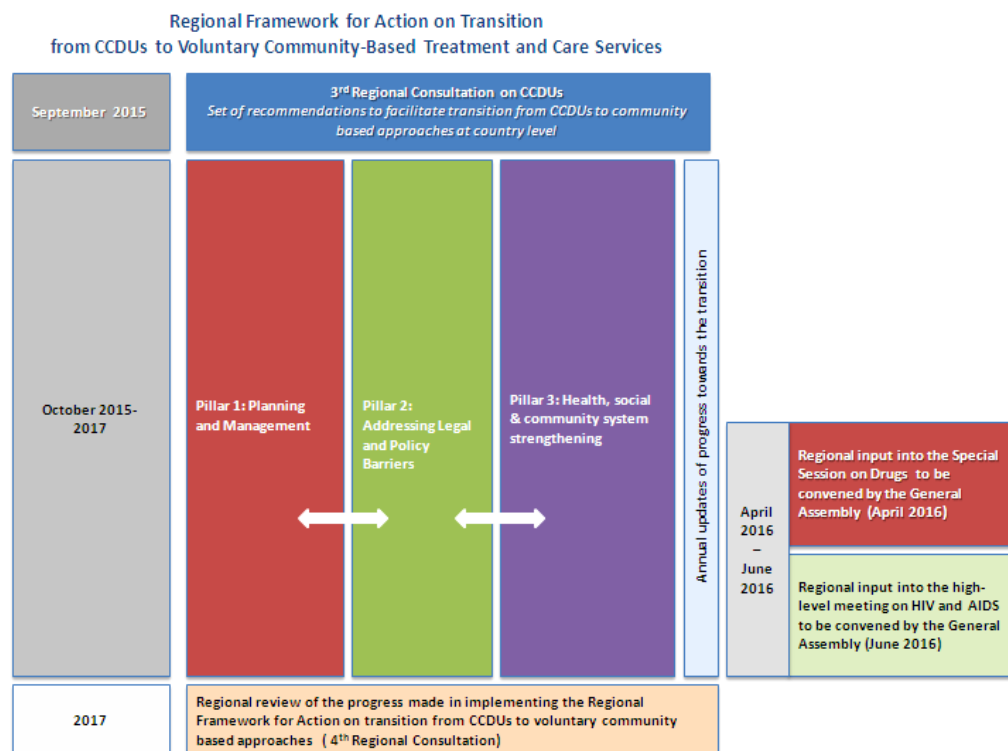 Regional Framework for Action on Transition
from CCDUs to Voluntary Community-Based Treatment and Care Services
September 2015
3rd Regional Consultation on CCDUs
Set of recommendations to facilitate transition from CCDUs to community
based approaches at country level
October 2015-
2017
Pillar 1: Planning
and Management
Pillar 2:
Addressing Legal
and Policy
Barriers
Pillar 3: Health, social
& community system
strengthening
Annual updates of progress towards the transition
April
2016
–
June
2016
Regional input into the Special
Session on Drugs to be
convened by the General
Assembly (April 2016)
Regional input into the high-
level meeting on HIV and AIDS
to be convened by the General
Assembly (June 2016)
2017
Regional review of the progress made in implementing the Regional
Framework for Action on transition from CCDUs to voluntary community
based approaches ( 4th Regional Consultation)